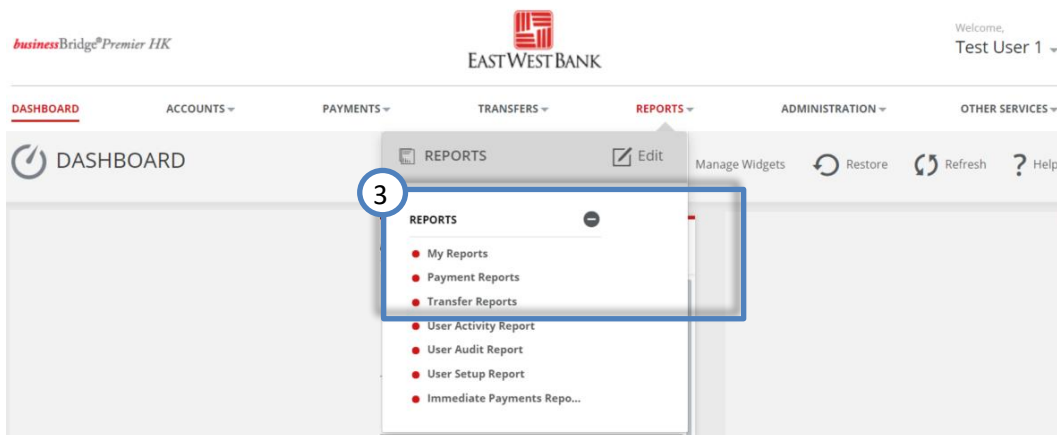 businessBridge®Premier HK
EASTWESTBANK
Welcome,
Test User 1
DASHBOARD ACCOUNTS PAYMENTS TRANSFERS REPORTS ADMINISTRATION OTHER SERVICES
DASHBOARD
REPORTS Edit
Manage Widgets Restore Refresh ? Help
3
REPORTS
My Reports
Payment Reports
Transfer Reports
User Activity Report
User Audit Report
User Setup Report
Immediate Payments Repo...